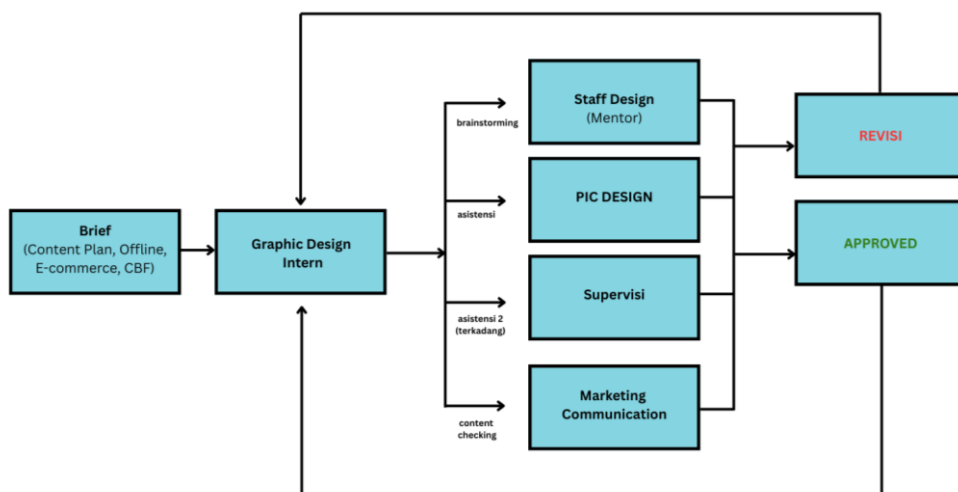 Brief
(Content Plan, Offline,
E-commerce, CBF)
Graphic Design
Intern
brainstorming
asistensi
asistensi 2
(terkadang)
content
checking
Staff Design
(Mentor)
PIC DESIGN
Supervisi
Marketing
Communication
REVISI
APPROVED